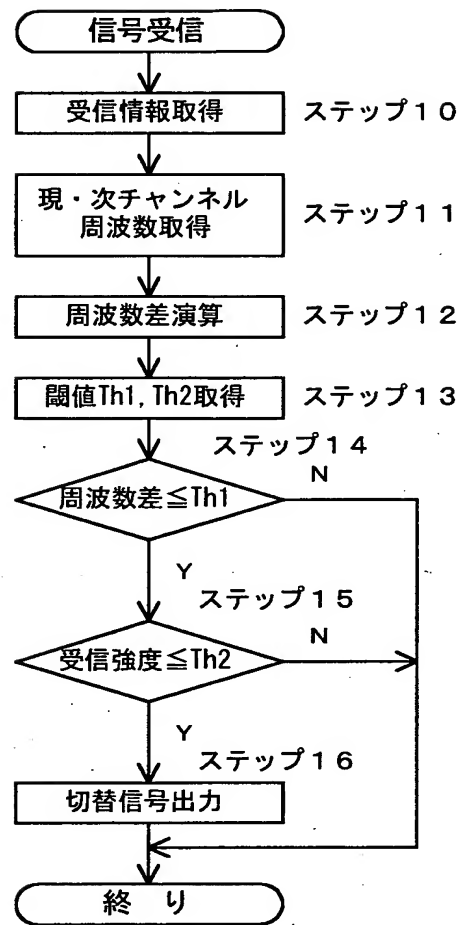 信号受信
受信情報取得 ステップ１０
現・次チャンネル
周波数取得 ステップ１１
周波数差演算 ステップ１２
閾値Th1, Th2取得 ステップ１３
ステップ１４
周波数差≦Th1 N
Y
ステップ１５
受信強度≦Th2 N
Y
ステップ１６
切替信号出力
終り